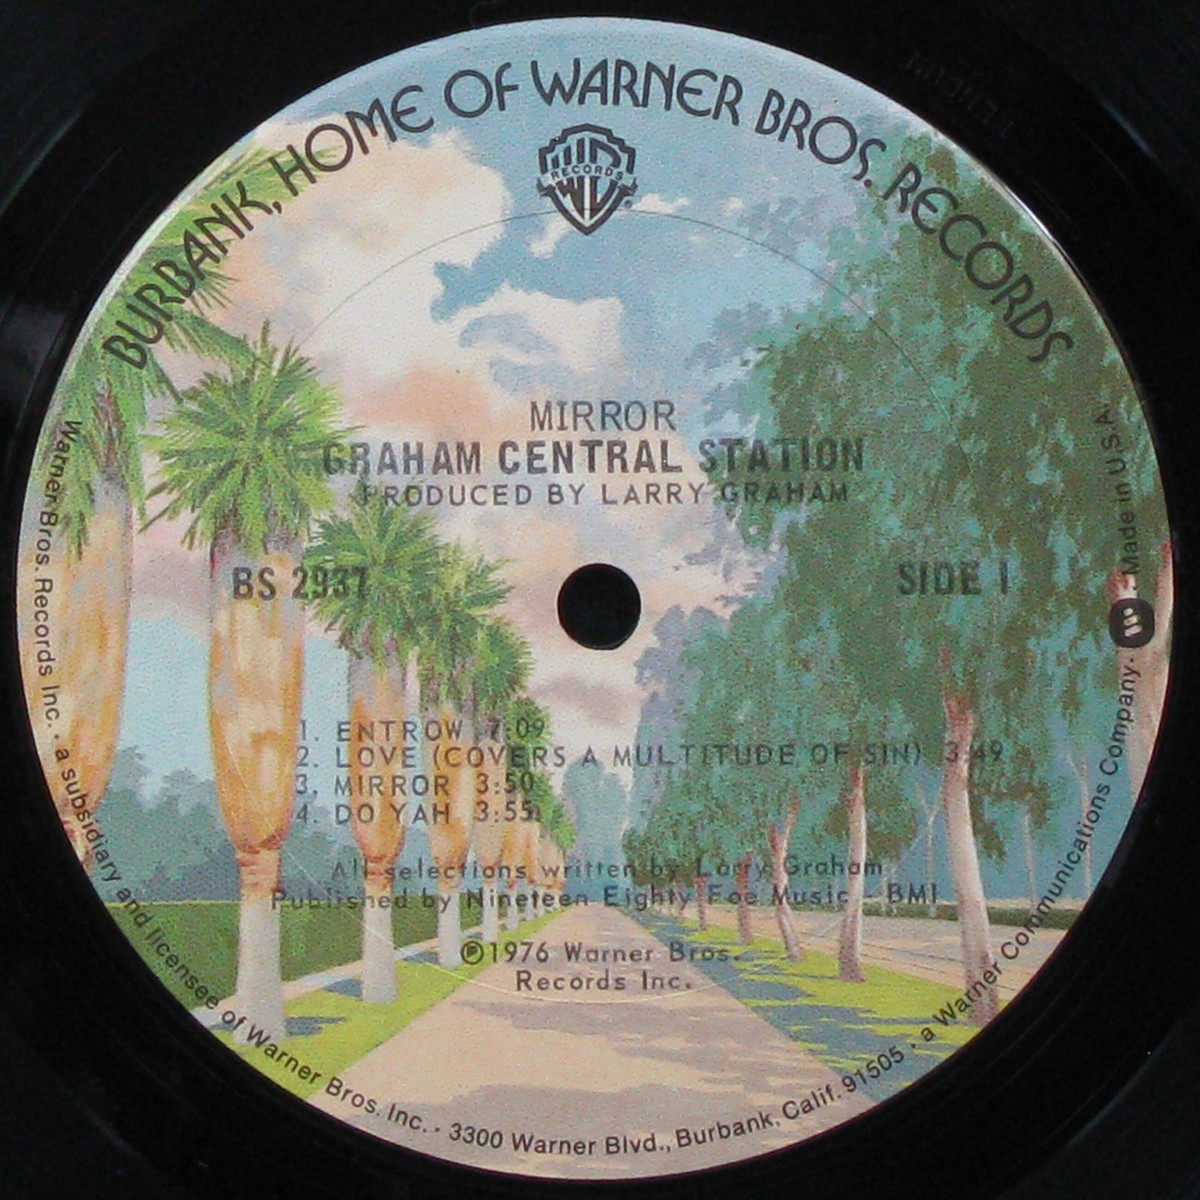 BURBANK, HOME OF WARNER BROS. RECORDS
WB
RECORDS
®
MIRROR
GRAHAM CENTRAL STATION
PRODUCED BY LARRY GRAHAM
BS 2937
SIDE 1
1. ENTROW 7:09
2. LOVE (COVERS A MULTITUDE OF SIN) 3:49
3. MIRROR 3:50
4. DO YAH 3:55
All selections written by Larry Graham
Published by Nineteen Eighty Foe Music - BMI
℗1976 Warner Bros.
Records Inc.
Warner Bros. Records Inc. · a subsidiary and licensee of Warner Bros. Inc. · 3300 Warner Blvd., Burbank, Calif. 91505 · a Warner Communications Company. · Made in U.S.A.